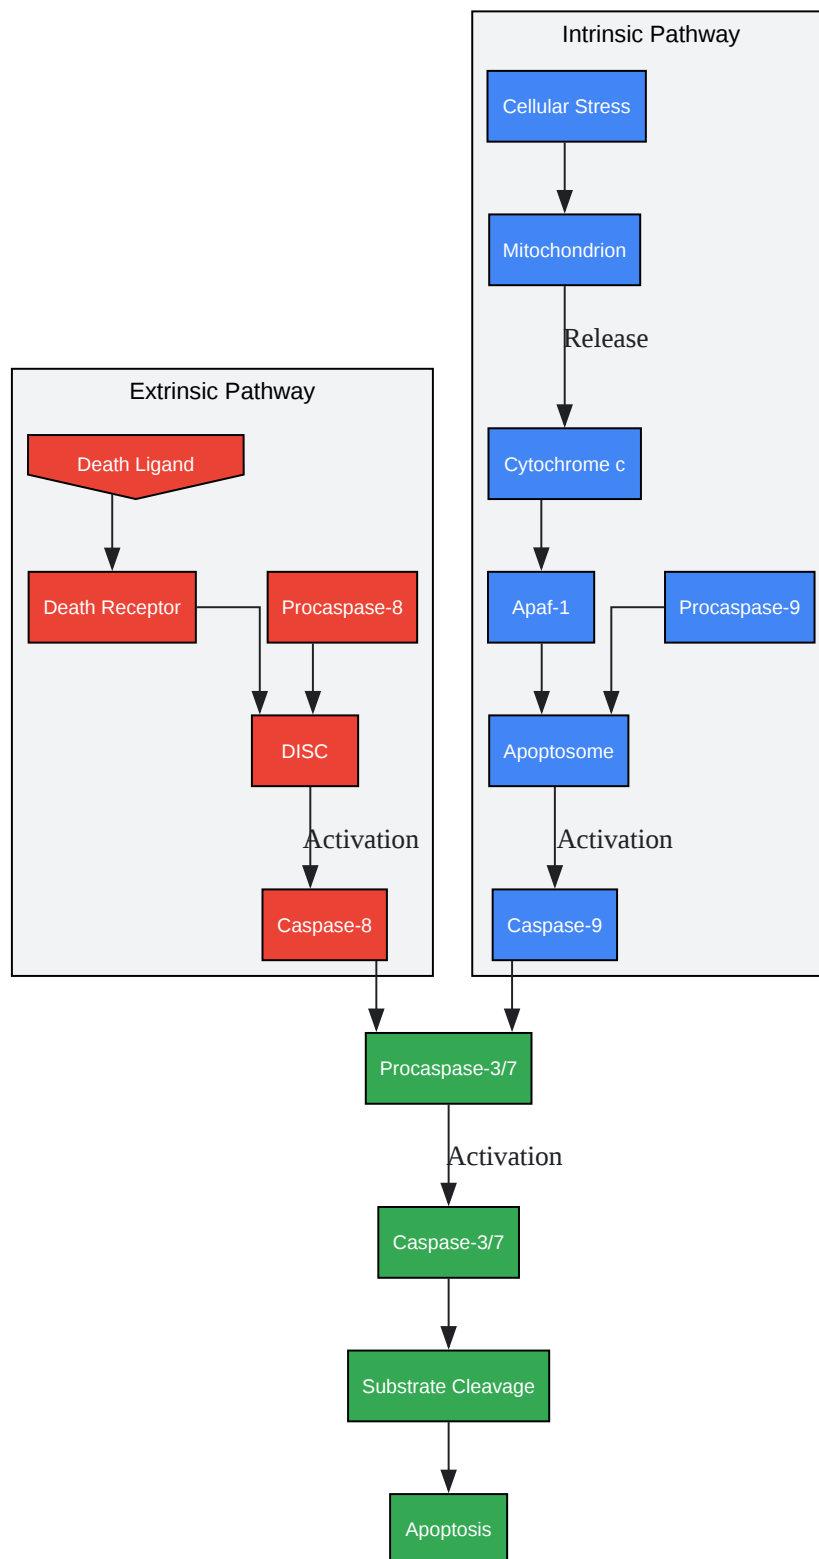 Intrinsic Pathway
Cellular Stress
Mitochondrion
Release
Cytochrome c
Apaf-1
Procaspase-9
Apoptosome
Activation
Caspase-9
Extrinsic Pathway
Death Ligand
Death Receptor
Procaspase-8
DISC
Activation
Caspase-8
Procaspase-3/7
Activation
Caspase-3/7
Substrate Cleavage
Apoptosis